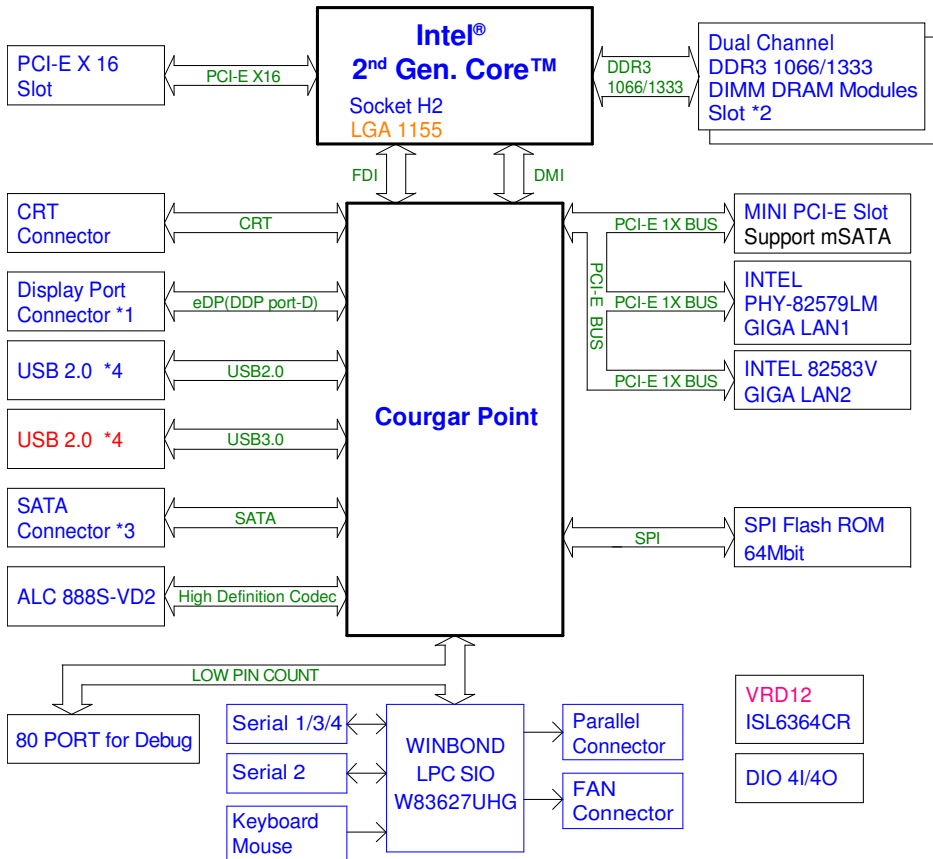 Intel®
2nd Gen. Core™
Socket H2
LGA 1155
PCI-E X 16
Slot
PCI-E X16
DDR3
1066/1333
Dual Channel
DDR3 1066/1333
DIMM DRAM Modules
Slot *2
FDI
DMI
CRT
Connector
CRT
Display Port
Connector *1
eDP(DDP port-D)
USB 2.0 *4
USB2.0
USB 2.0 *4
USB3.0
SATA
Connector *3
SATA
ALC 888S-VD2
High Definition Codec
Courgar Point
PCI-E BUS
PCI-E 1X BUS
MINI PCI-E Slot
Support mSATA
PCI-E 1X BUS
INTEL
PHY-82579LM
GIGA LAN1
PCI-E 1X BUS
INTEL 82583V
GIGA LAN2
SPI
SPI Flash ROM
64Mbit
LOW PIN COUNT
80 PORT for Debug
Serial 1/3/4
Serial 2
Keyboard
Mouse
WINBOND
LPC SIO
W83627UHG
Parallel
Connector
FAN
Connector
VRD12
ISL6364CR
DIO 4I/4O